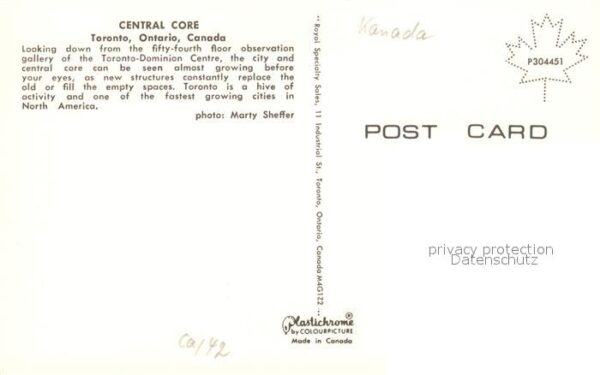 CENTRAL CORE
Toronto, Ontario, Canada
Looking down from the fifty-fourth floor observation
gallery of the Toronto-Dominion Centre, the city and
central core can be seen almost growing before
your eyes, as new structures constantly replace the
old or fill the empty spaces. Toronto is a hive of
activity and one of the fastest growing cities in
North America.
photo: Marty Sheffer
Royal Specialty Sales, 11 Industrial St., Toronto, Ontario, Canada M4G1Z2
Kanada
P304451
POST CARD
privacy protection
Datenschutz
Plastichrome®
by COLOURPICTURE
Made in Canada
Ca/42